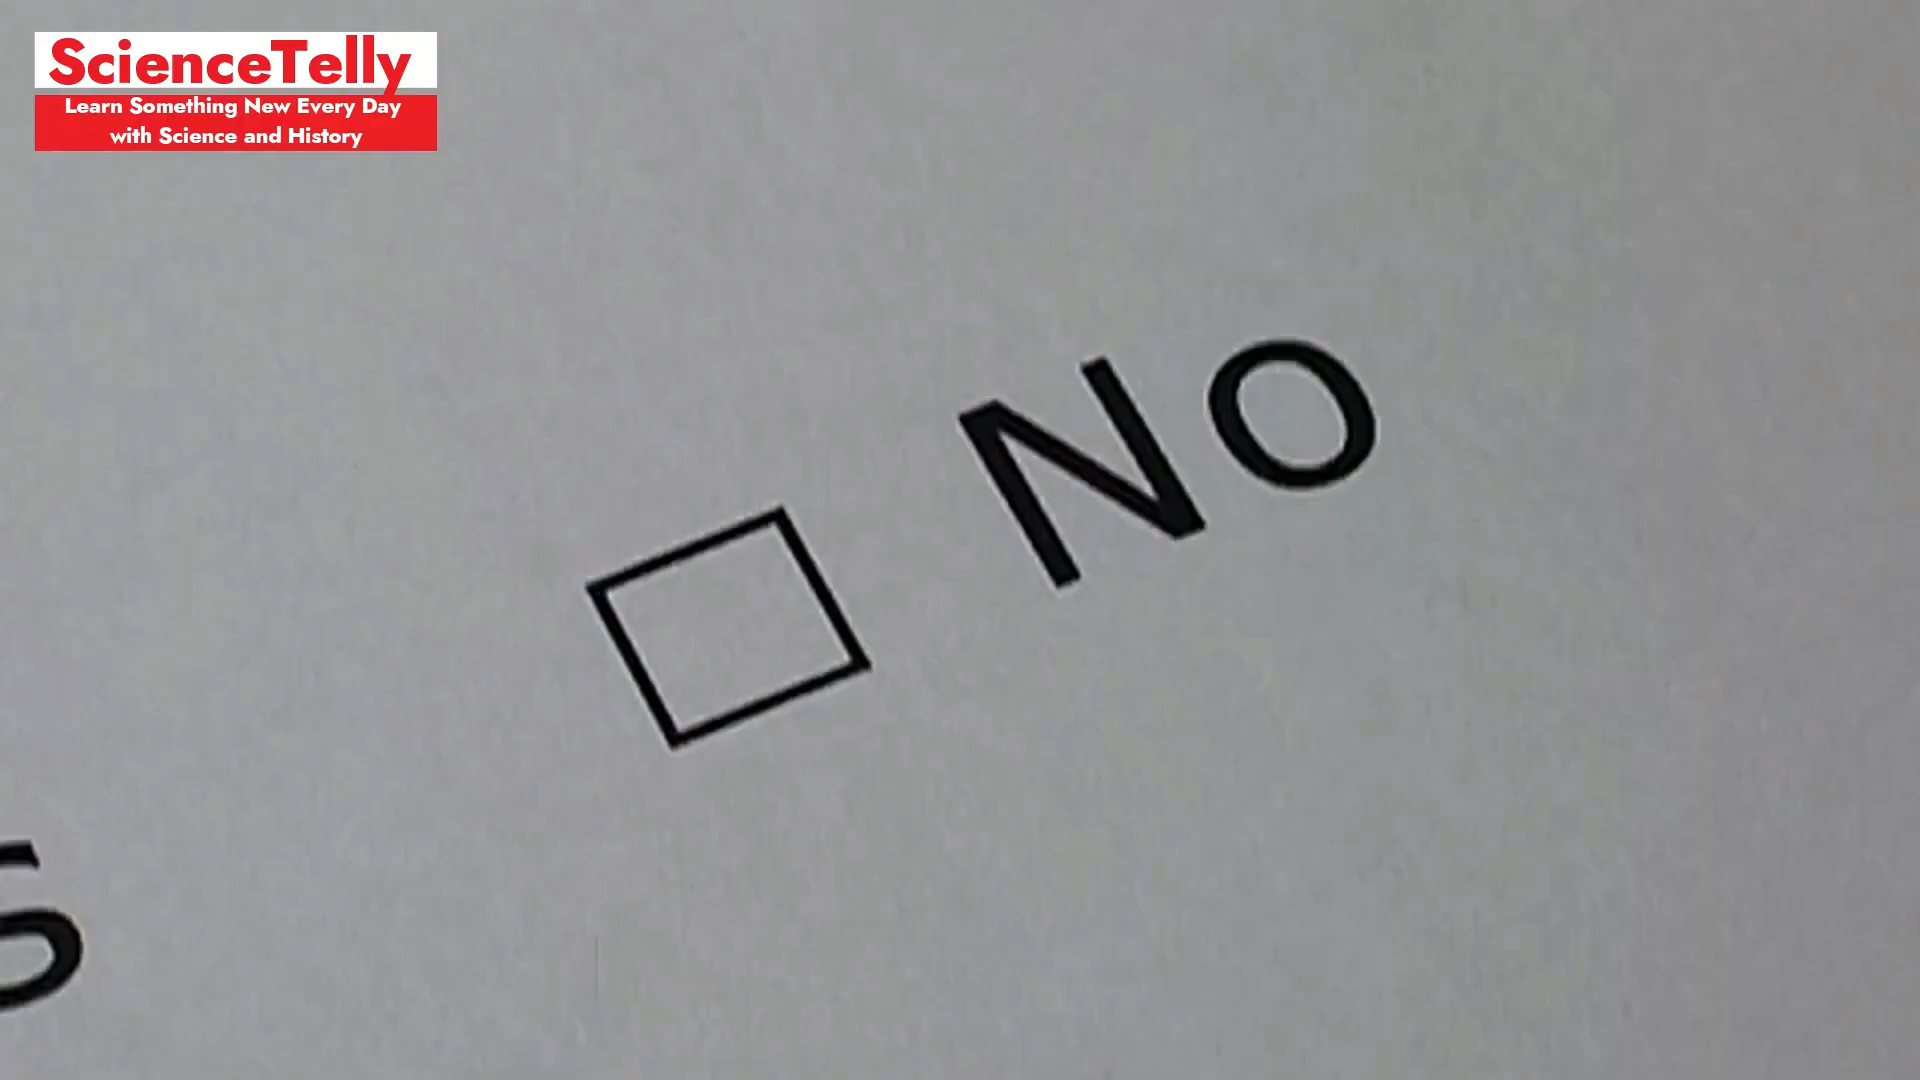 ScienceTelly
Learn Something New Every Day
with Science and History
No
s